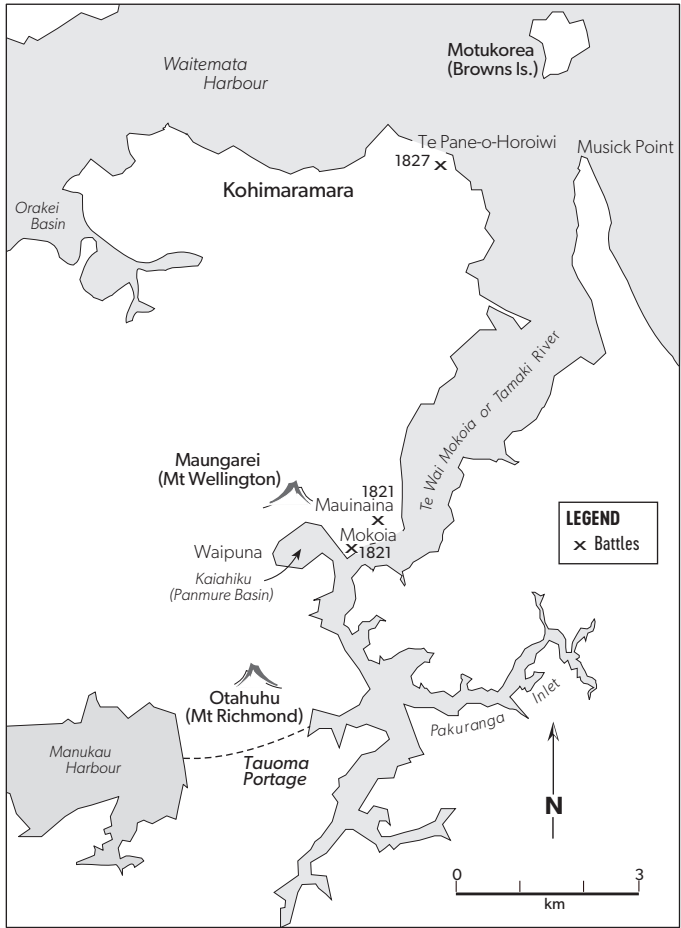 Motukorea
(Browns Is.)
Waitemata
Harbour
Te Pane-o-Horoiwi
Musick Point
1827
Kohimaramara
Orakei
Basin
Te Wai Mokoia or Tamaki River
Maungarei
(Mt Wellington)
1821
Mauinaina
Mokoia
1821
LEGEND
x Battles
Waipuna
Kaiahiku
(Panmure Basin)
Otahuhu
(Mt Richmond)
Pakuranga Inlet
Manukau
Harbour
Tauoma
Portage
N
0 3
km